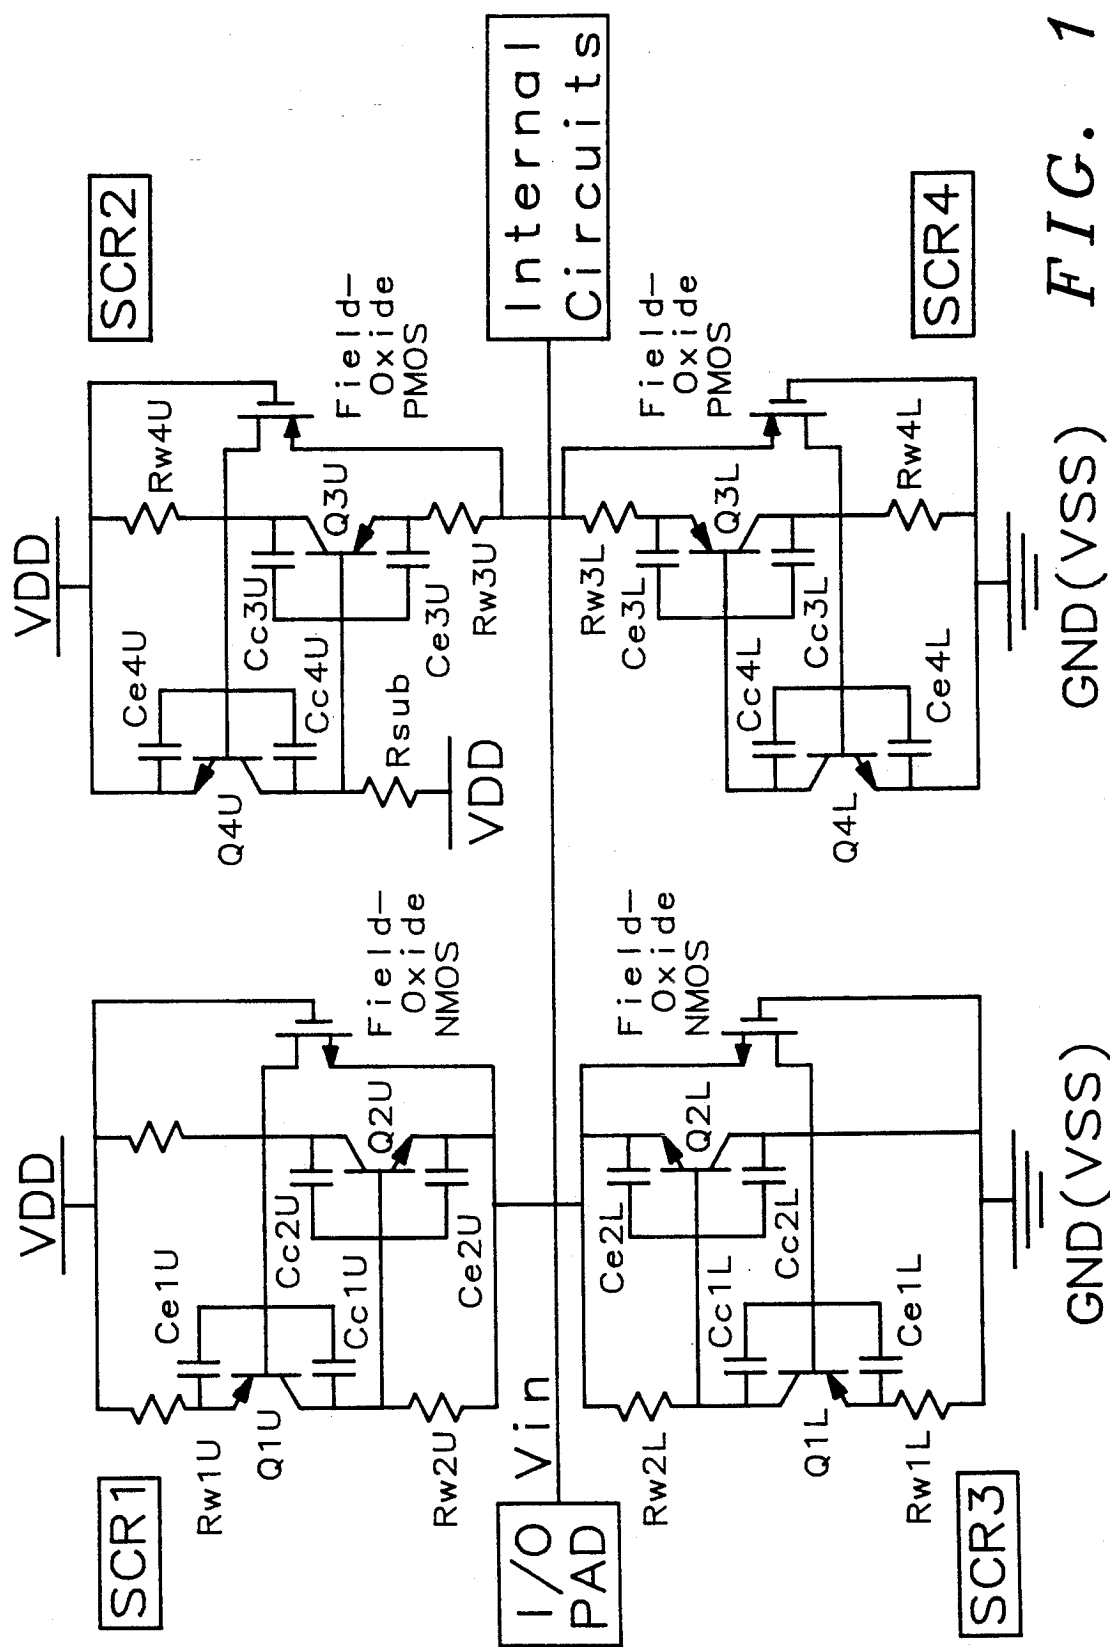 SCR1
VDD
Rw1U
Q1U
Ce1U
Cc1U
Cc2U
Q2U
Ce2U
Rw2U
Field-
Oxide
NMOS
SCR2
VDD
Ce4U
Q4U
Rw4U
Cc3U
Cc4U
Q3U
Rsub
VDD
Ce3U
Rw3U
Field-
Oxide
PMOS
I/O
PAD
Vin
Internal
Circuits
Rw2L
Ce2L
Q2L
Cc1L
Cc2L
Q1L
Ce1L
Rw1L
Field-
Oxide
NMOS
SCR3
GND(VSS)
Rw3L
Ce3L
Q3L
Cc4L
Cc3L
Q4L
Ce4L
Rw4L
Field-
Oxide
PMOS
SCR4
GND(VSS)
FIG. 1